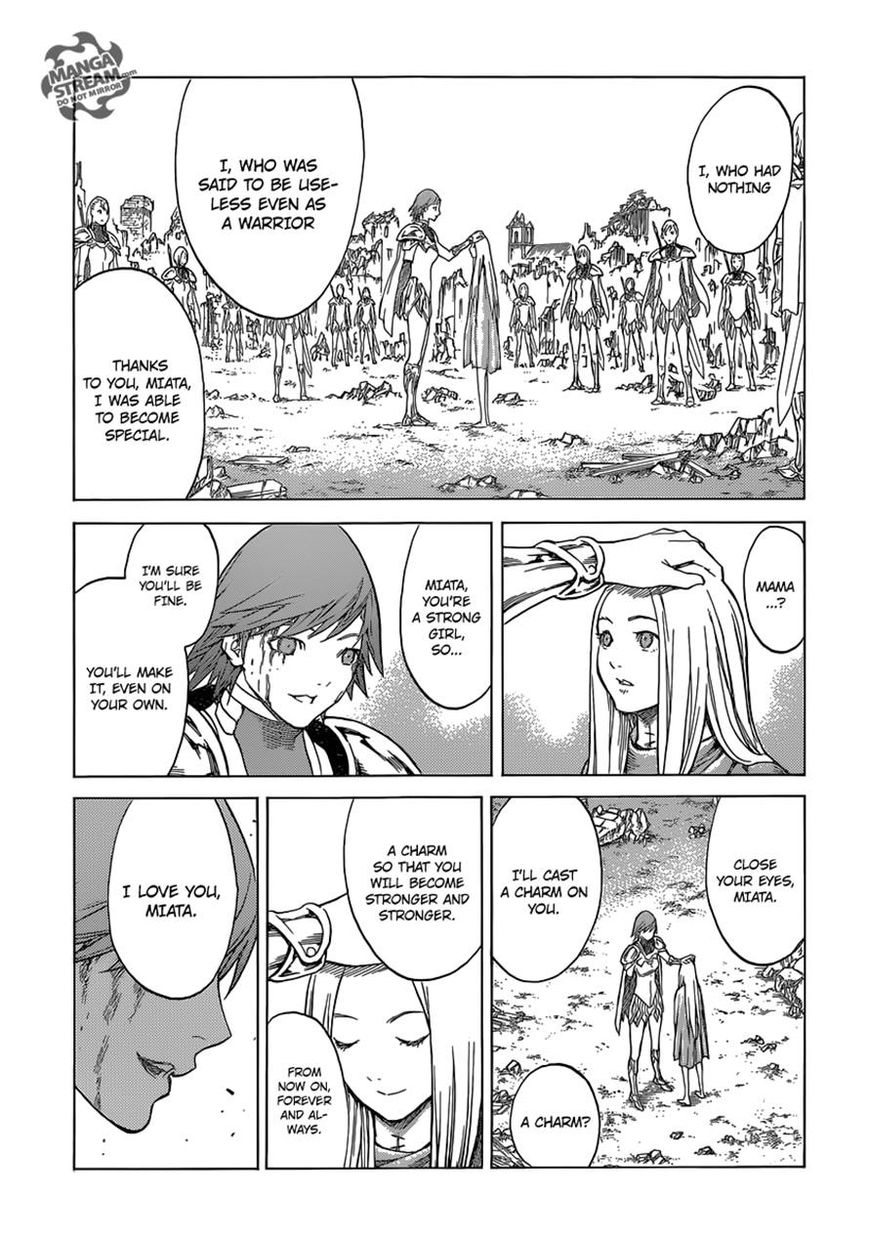 MANGA
STREAM.com
DO NOT MIRROR
I, WHO HAD
NOTHING
I, WHO WAS
SAID TO BE USE-
LESS EVEN AS
A WARRIOR
THANKS
TO YOU, MIATA,
I WAS ABLE
TO BECOME
SPECIAL.
MAMA
...?
MIATA,
YOU'RE
A STRONG
GIRL,
SO...
I'M SURE
YOU'LL BE
FINE.
YOU'LL MAKE
IT, EVEN ON
YOUR OWN.
CLOSE
YOUR EYES,
MIATA.
I'LL CAST
A CHARM ON
YOU.
A CHARM?
A CHARM
SO THAT YOU
WILL BECOME
STRONGER AND
STRONGER.
FROM
NOW ON,
FOREVER
AND AL-
WAYS.
I LOVE YOU,
MIATA.